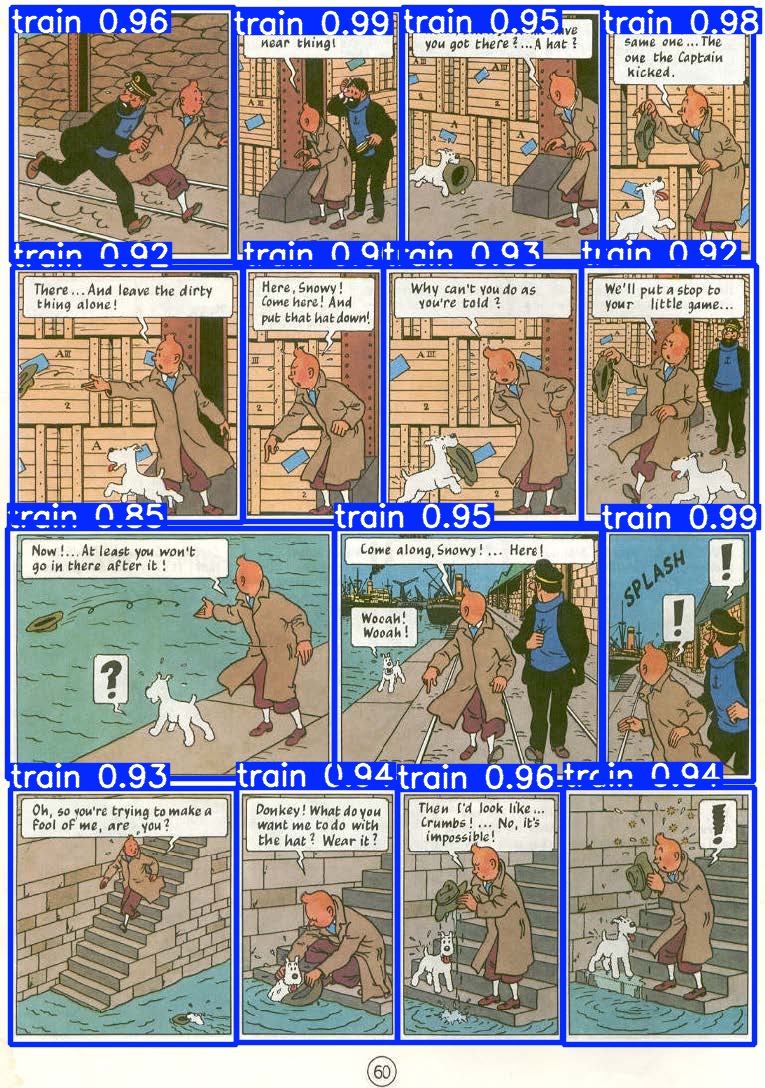 train 0.96
train 0.99
train 0.95
train 0.98
near thing!
you got there?...A hat?
same one...The
one the Captain
kicked.
train 0.92
train 0.9
train 0.93
train 0.92
There...And leave the dirty
thing alone!
Here, Snowy!
Come here! And
put that hat down!
Why can't you do as
you're told?
We'll put a stop to
your little game...
train 0.85
train 0.95
train 0.99
Now!...At least you won't
go in there after it!
?
Come along, Snowy!... Here!
Wooah!
Wooah!
SPLASH
!
!
train 0.93
train 0.94
train 0.96
train 0.94
Oh, so you're trying to make a
fool of me, are you?
Donkey! What do you
want me to do with
the hat? Wear it?
Then I'd look like...
Crumbs!... No, it's
impossible!
!
60